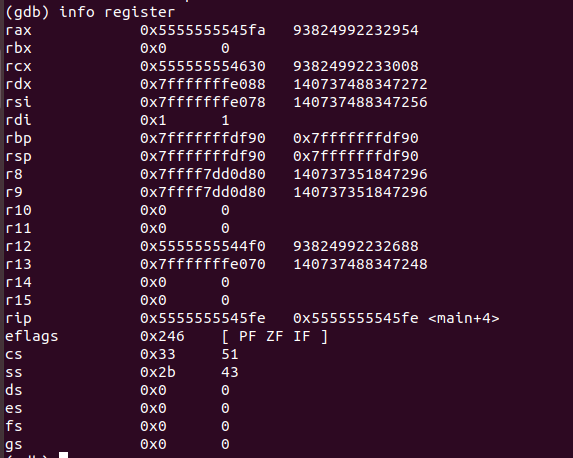 (gdb) info register
rax 0x5555555545fa 93824992232954
rbx 0x0 0
rcx 0x555555554630 93824992233008
rdx 0x7fffffffe088 140737488347272
rsi 0x7fffffffe078 140737488347256
rdi 0x1 1
rbp 0x7fffffffdf90 0x7fffffffdf90
rsp 0x7fffffffdf90 0x7fffffffdf90
r8 0x7ffff7dd0d80 140737351847296
r9 0x7ffff7dd0d80 140737351847296
r10 0x0 0
r11 0x0 0
r12 0x5555555544f0 93824992232688
r13 0x7fffffffe070 140737488347248
r14 0x0 0
r15 0x0 0
rip 0x5555555545fe 0x5555555545fe <main+4>
eflags 0x246 [ PF ZF IF ]
cs 0x33 51
ss 0x2b 43
ds 0x0 0
es 0x0 0
fs 0x0 0
gs 0x0 0
(gdb)